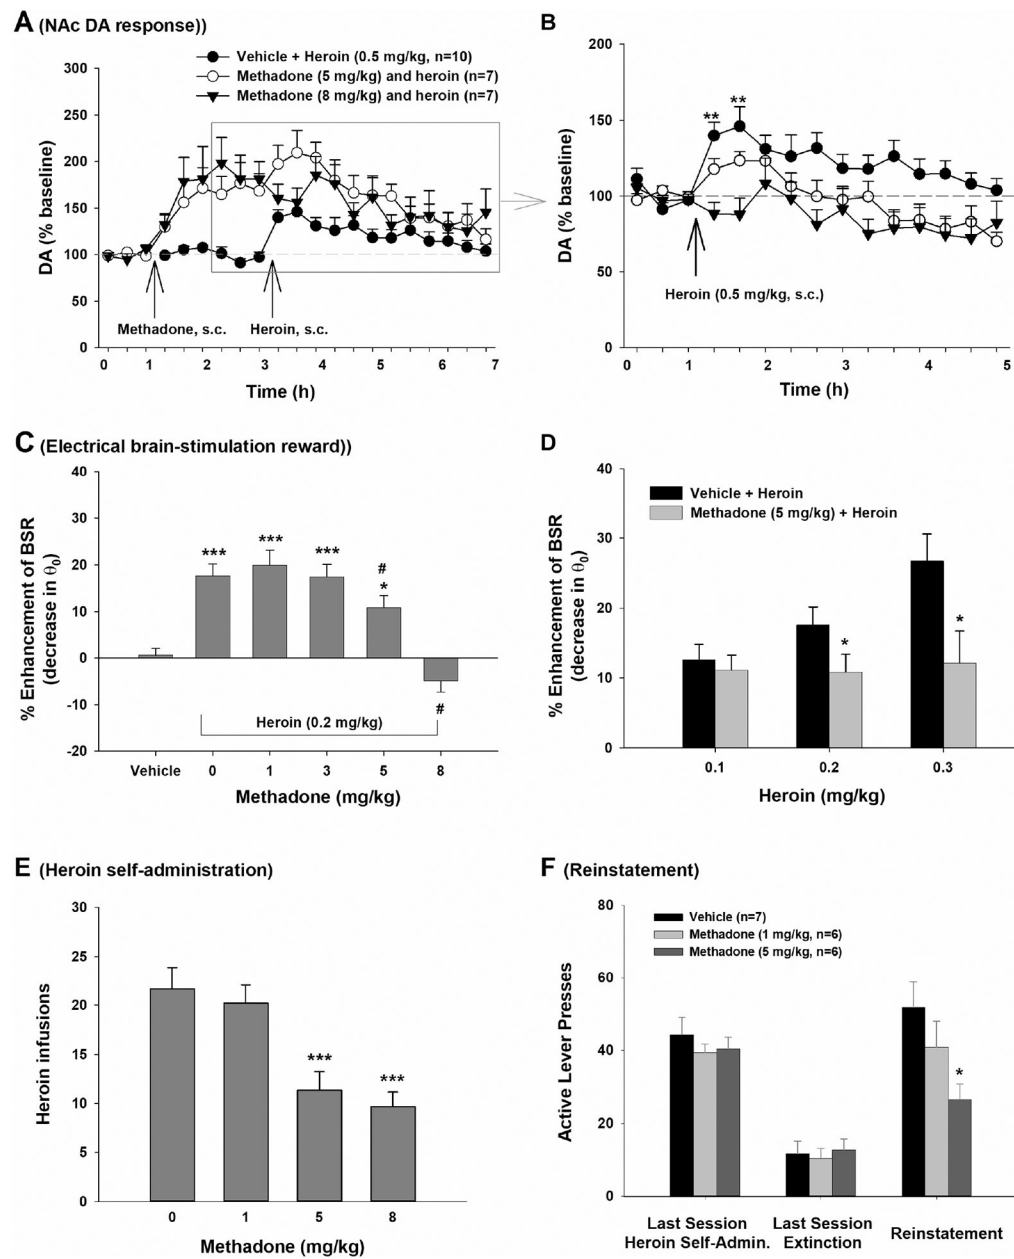 A (NAc DA response))
Vehicle + Heroin (0.5 mg/kg, n=10)
Methadone (5 mg/kg) and heroin (n=7)
Methadone (8 mg/kg) and heroin (n=7)
DA (% baseline)
300
250
200
150
100
50
0
Methadone, s.c.
Heroin, s.c.
0 1 2 3 4 5 6 7
Time (h)
B
DA (% baseline)
200
150
100
50
0
** **
Heroin (0.5 mg/kg, s.c.)
0 1 2 3 4 5
Time (h)
C (Electrical brain-stimulation reward))
% Enhancement of BSR
(decrease in θ0)
40
30
20
10
0
-10
-20
*** *** *** # *
#
Heroin (0.2 mg/kg)
Vehicle 0 1 3 5 8
Methadone (mg/kg)
D
% Enhancement of BSR
(decrease in θ0)
40
30
20
10
0
Vehicle + Heroin
Methadone (5 mg/kg) + Heroin
* *
0.1 0.2 0.3
Heroin (mg/kg)
E (Heroin self-administration)
Heroin infusions
30
25
20
15
10
5
0
*** ***
0 1 5 8
Methadone (mg/kg)
F (Reinstatement)
Active Lever Presses
80
60
40
20
0
Vehicle (n=7)
Methadone (1 mg/kg, n=6)
Methadone (5 mg/kg, n=6)
*
Last Session
Heroin Self-Admin.
Last Session
Extinction
Reinstatement